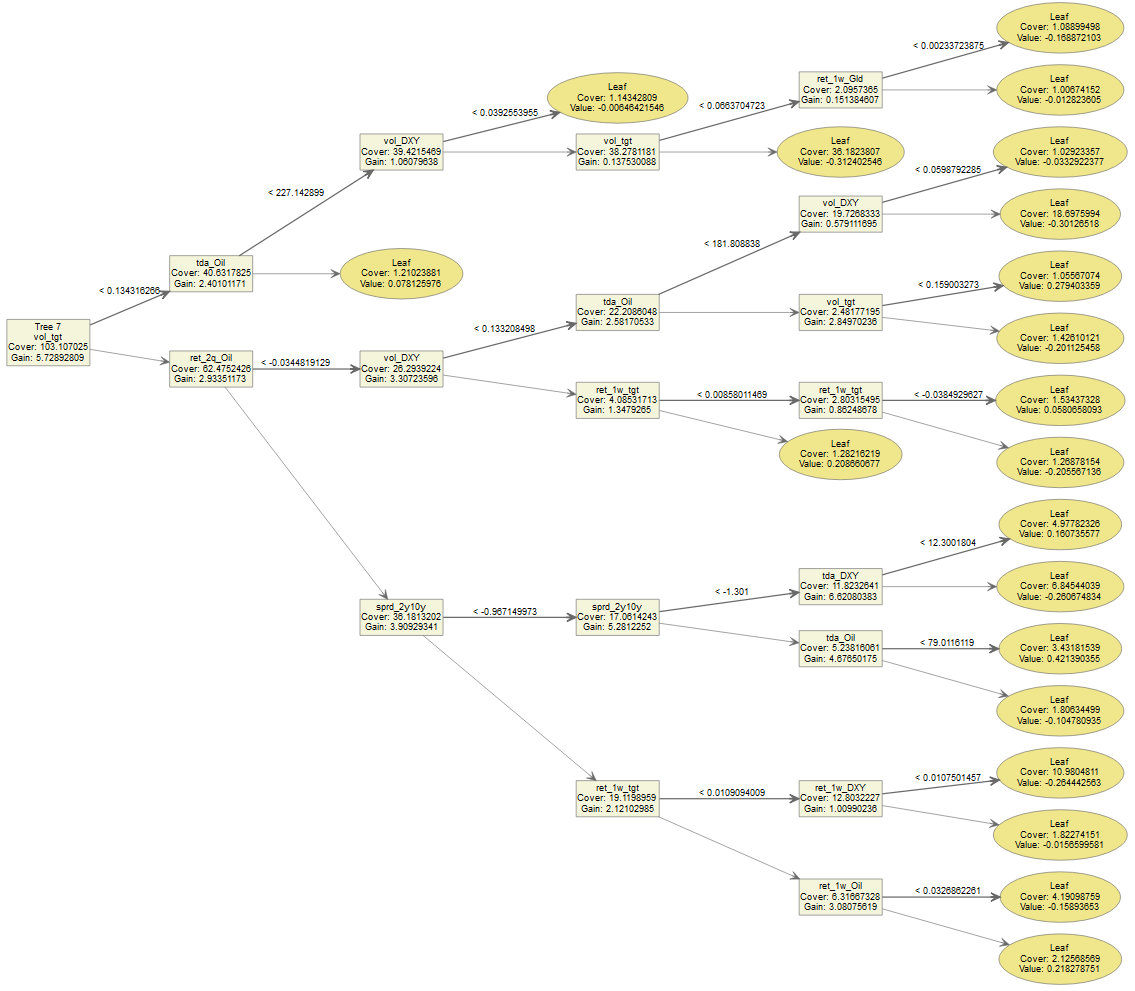 Leaf
Cover: 1.08899498
Value: -0.168872103
< 0.00233723875
ret_1w_Gld
Cover: 2.0957365
Gain: 0.151384607
Leaf
Cover: 1.00674152
Value: -0.012823605
Leaf
Cover: 1.14342809
Value: -0.00646421546
< 0.0392553955
< 0.0663704723
vol_DXY
Cover: 39.4215469
Gain: 1.06079638
vol_tgt
Cover: 38.2781181
Gain: 0.137530088
Leaf
Cover: 36.1823807
Value: -0.312402546
Leaf
Cover: 1.02923357
Value: -0.0332922377
< 0.0598792285
< 227.142899
vol_DXY
Cover: 19.7268333
Gain: 0.579111695
Leaf
Cover: 18.6975994
Value: -0.30126518
< 181.808838
tda_Oil
Cover: 40.6317825
Gain: 2.40101171
Leaf
Cover: 1.21023881
Value: 0.078125976
Leaf
Cover: 1.05567074
Value: 0.279403359
< 0.134316266
< 0.159003273
tda_Oil
Cover: 22.2086048
Gain: 2.58170533
vol_tgt
Cover: 2.48177195
Gain: 2.84970236
Tree 7
vol_tgt
Cover: 103.107025
Gain: 5.72892809
< 0.133208498
Leaf
Cover: 1.42610121
Value: -0.201125458
ret_2q_Oil
Cover: 62.4752426
Gain: 2.93351173
< -0.0344819129
vol_DXY
Cover: 26.2939224
Gain: 3.30723596
ret_1w_tgt
Cover: 4.08531713
Gain: 1.3479265
< 0.00858011469
ret_1w_tgt
Cover: 2.80315495
Gain: 0.86248678
< -0.0384929627
Leaf
Cover: 1.53437328
Value: 0.0580658093
Leaf
Cover: 1.28216219
Value: 0.208660677
Leaf
Cover: 1.26878154
Value: -0.205567136
Leaf
Cover: 4.97782326
Value: 0.160735577
< 12.3001804
tda_DXY
Cover: 11.8232641
Gain: 6.62080383
Leaf
Cover: 6.84544039
Value: -0.260674834
< -1.301
sprd_2y10y
Cover: 36.1813202
Gain: 3.90929341
< -0.967149973
sprd_2y10y
Cover: 17.0614243
Gain: 5.2812252
tda_Oil
Cover: 5.23816061
Gain: 4.67650175
< 79.0116119
Leaf
Cover: 3.43181539
Value: 0.421390355
Leaf
Cover: 1.80634499
Value: -0.104780935
Leaf
Cover: 10.9804811
Value: -0.264442563
< 0.0107501457
ret_1w_tgt
Cover: 19.1198959
Gain: 2.12102985
< 0.0109094009
ret_1w_DXY
Cover: 12.8032227
Gain: 1.00990236
Leaf
Cover: 1.82274151
Value: -0.0156599581
ret_1w_Oil
Cover: 6.31667328
Gain: 3.08075619
< 0.0326862261
Leaf
Cover: 4.19098759
Value: -0.15893653
Leaf
Cover: 2.12568569
Value: 0.218278751